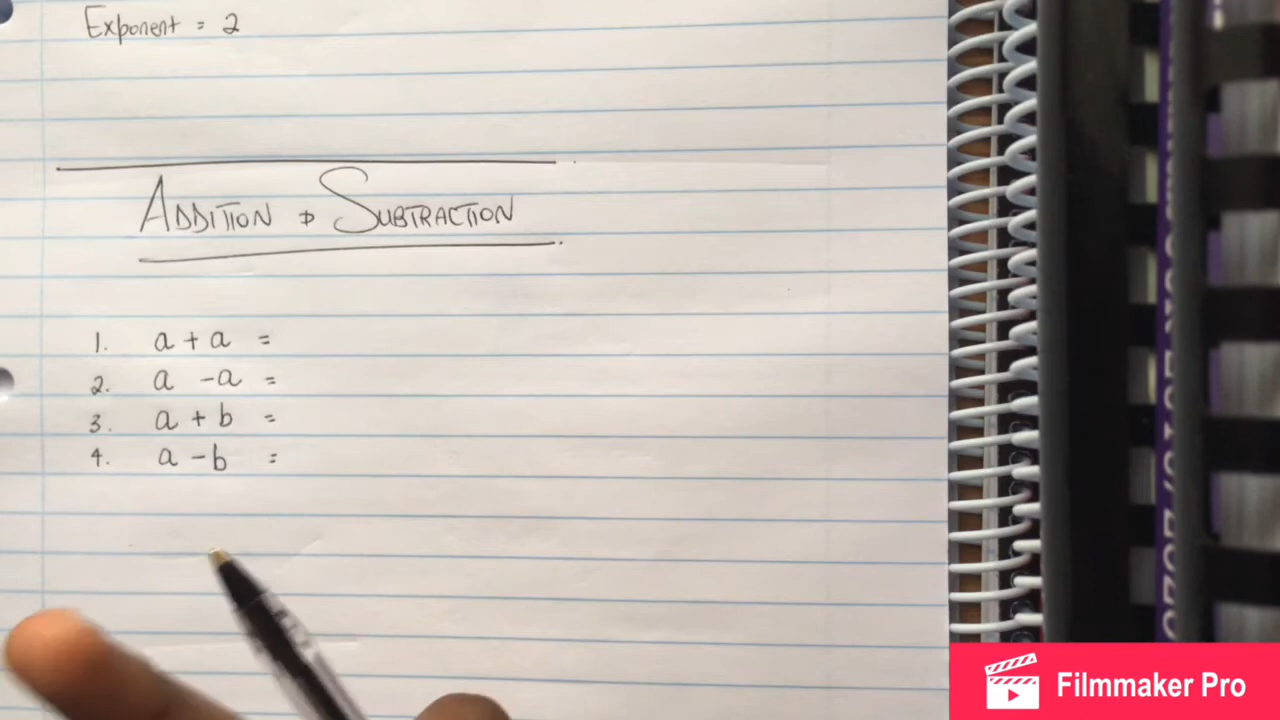 Exponent = 2
ADDITION & SUBTRACTION
1. a + a =
2. a - a =
3. a + b =
4. a - b =
Filmmaker Pro